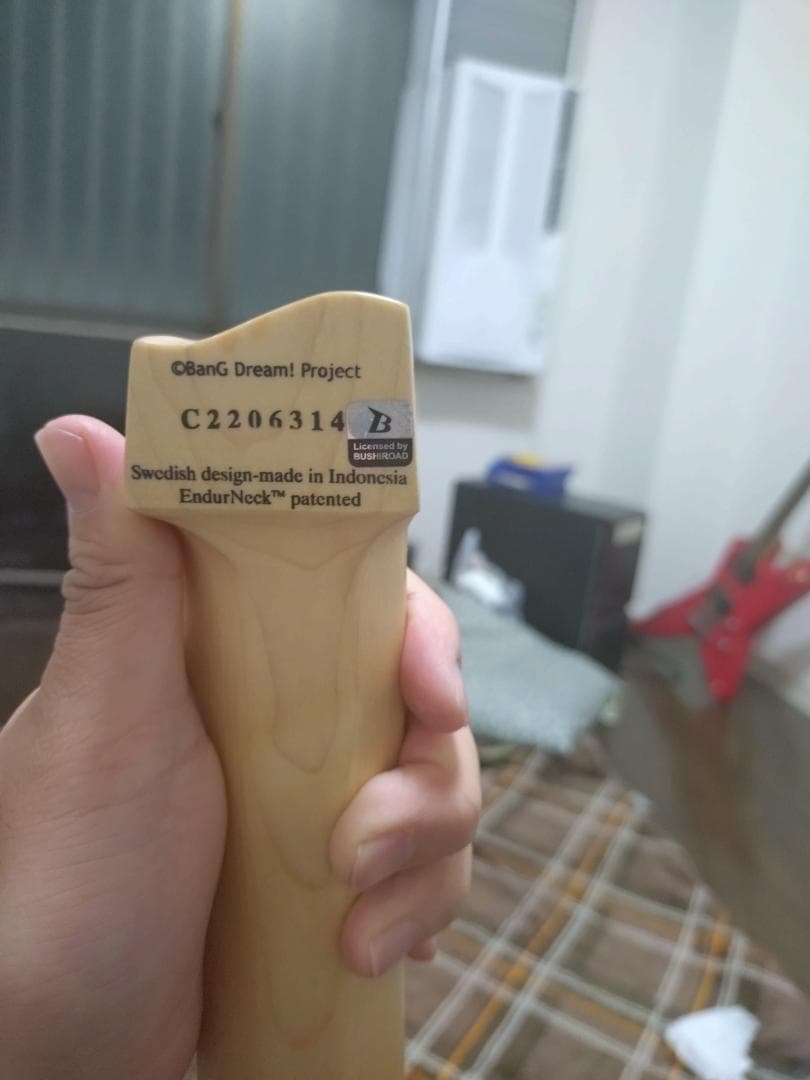 ©BanG Dream! Project
C2206314
B
Licensed by
BUSHIROAD
Swedish design-made in Indonesia
EndurNeck™ patented